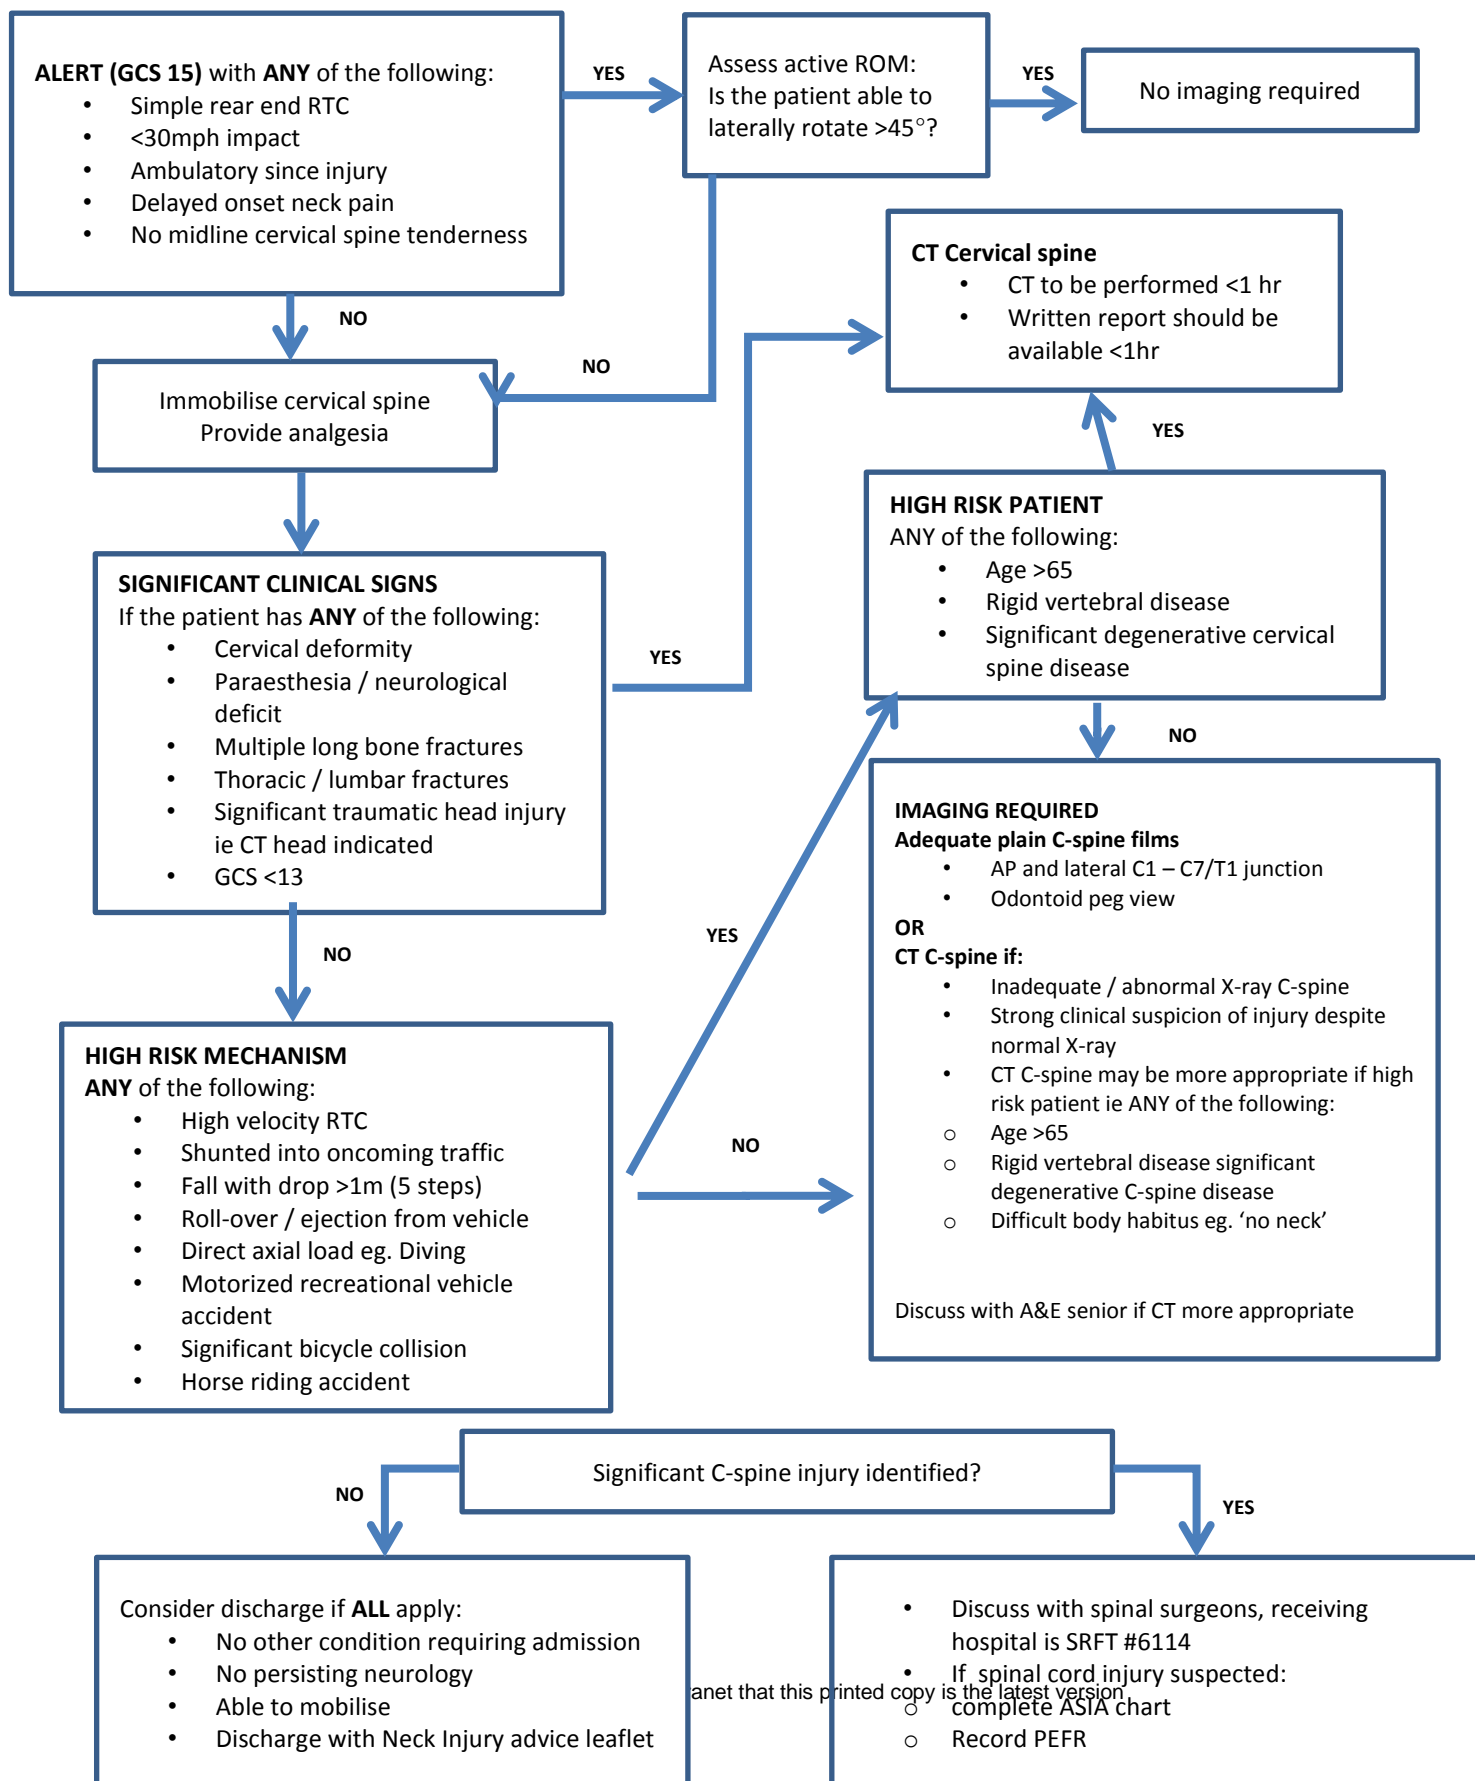 ALERT (GCS 15) with ANY of the following:
• Simple rear end RTC
• <30mph impact
• Ambulatory since injury
• Delayed onset neck pain
• No midline cervical spine tenderness
YES
Assess active ROM:
Is the patient able to
laterally rotate >45°?
YES
No imaging required
NO
NO
Immobilise cervical spine
Provide analgesia
CT Cervical spine
• CT to be performed <1 hr
• Written report should be
available <1hr
YES
SIGNIFICANT CLINICAL SIGNS
If the patient has ANY of the following:
• Cervical deformity
• Paraesthesia / neurological
deficit
• Multiple long bone fractures
• Thoracic / lumbar fractures
• Significant traumatic head injury
ie CT head indicated
• GCS <13
YES
HIGH RISK PATIENT
ANY of the following:
• Age >65
• Rigid vertebral disease
• Significant degenerative cervical
spine disease
NO
NO
HIGH RISK MECHANISM
ANY of the following:
• High velocity RTC
• Shunted into oncoming traffic
• Fall with drop >1m (5 steps)
• Roll-over / ejection from vehicle
• Direct axial load eg. Diving
• Motorized recreational vehicle
accident
• Significant bicycle collision
• Horse riding accident
YES
NO
IMAGING REQUIRED
Adequate plain C-spine films
• AP and lateral C1 – C7/T1 junction
• Odontoid peg view
OR
CT C-spine if:
• Inadequate / abnormal X-ray C-spine
• Strong clinical suspicion of injury despite
normal X-ray
• CT C-spine may be more appropriate if high
risk patient ie ANY of the following:
o Age >65
o Rigid vertebral disease significant
degenerative C-spine disease
o Difficult body habitus eg. ‘no neck’
Discuss with A&E senior if CT more appropriate
Significant C-spine injury identified?
NO
YES
Consider discharge if ALL apply:
• No other condition requiring admission
• No persisting neurology
• Able to mobilise
• Discharge with Neck Injury advice leaflet
• Discuss with spinal surgeons, receiving
hospital is SRFT #6114
• If spinal cord injury suspected:
o complete ASIA chart
o Record PEFR
anet that this printed copy is the latest version